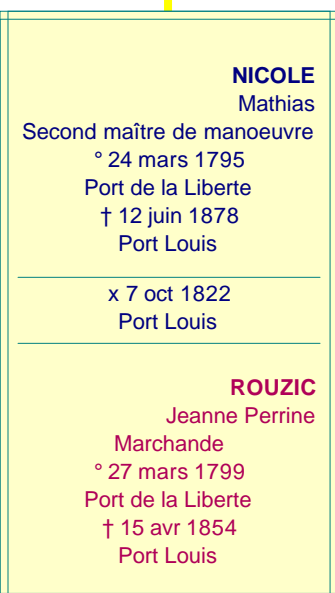 NICOLE
Mathias
Second maître de manoeuvre
° 24 mars 1795
Port de la Liberte
† 12 juin 1878
Port Louis
x 7 oct 1822
Port Louis
ROUZIC
Jeanne Perrine
Marchande
° 27 mars 1799
Port de la Liberte
† 15 avr 1854
Port Louis